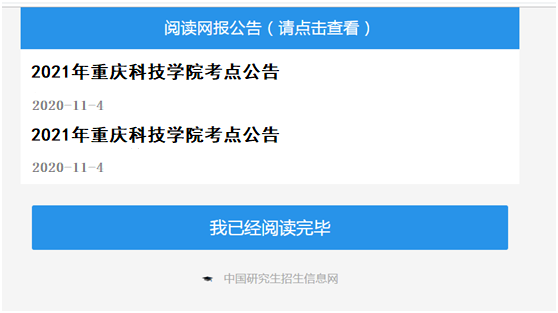 阅读网报公告（请点击查看）
2021年重庆科技学院考点公告
2020-11-4
2021年重庆科技学院考点公告
2020-11-4
我已经阅读完毕
中国研究生招生信息网